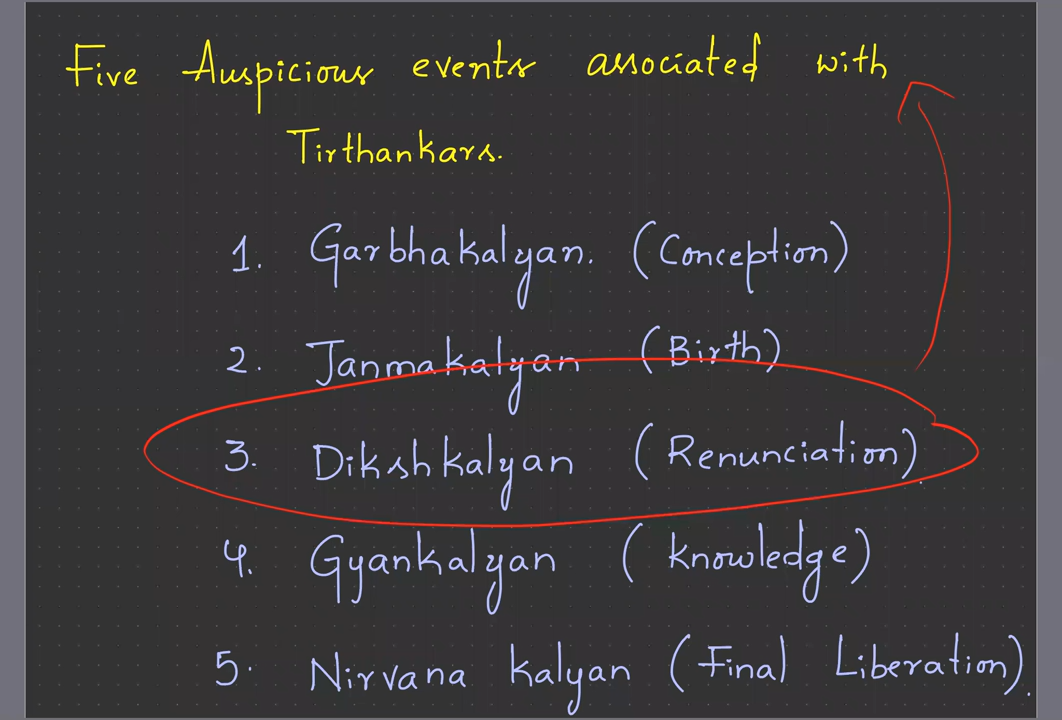 Five Auspicious events associated with
Tirthankars.
1. Garbhakalyan. (Conception)
2. Janmakalyan (Birth)
3. Dikshkalyan (Renunciation)
4. Gyankalyan (knowledge)
5. Nirvana kalyan (Final Liberation).